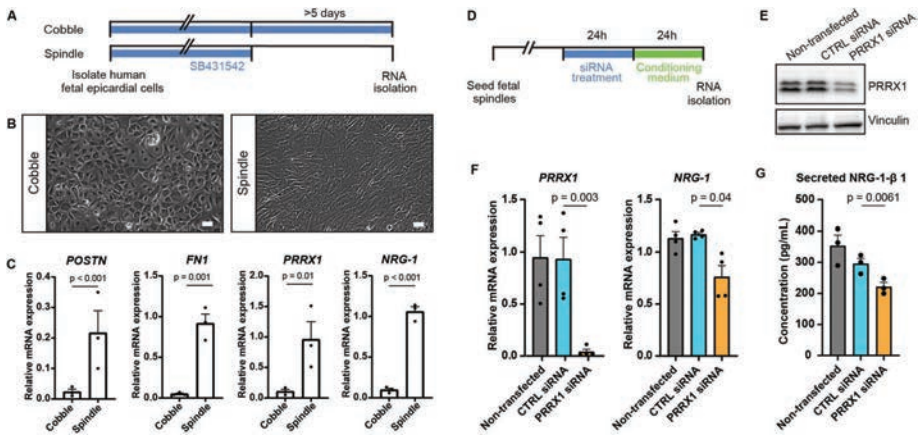 A
>5 days
Cobble
Spindle
SB431542
Isolate human
fetal epicardial cells
RNA
isolation
B
Cobble
Spindle
C
POSTN
FN1
PRRX1
NRG-1
p < 0.001
p = 0.001
p = 0.01
p < 0.001
Relative mRNA expression
0.4
0.3
0.2
0.1
0.0
Cobble
Spindle
Relative mRNA expression
1.5
1.0
0.5
0.0
Cobble
Spindle
Relative mRNA expression
2.0
1.5
1.0
0.5
0.0
Cobble
Spindle
Relative mRNA expression
1.5
1.0
0.5
0.0
Cobble
Spindle
D
24h
24h
siRNA
treatment
Conditioning
medium
Seed fetal
spindles
RNA
isolation
E
Non-transfected
CTRL siRNA
PRRX1 siRNA
PRRX1
Vinculin
F
PRRX1
p = 0.003
Relative mRNA expression
1.5
1.0
0.5
0.0
Non-transfected
CTRL siRNA
PRRX1 siRNA
NRG-1
p = 0.04
Relative mRNA expression
1.5
1.0
0.5
0.0
Non-transfected
CTRL siRNA
PRRX1 siRNA
G
Secreted NRG-1-β 1
p = 0.0061
Concentration (pg/mL)
500
400
300
200
100
0
Non-transfected
CTRL siRNA
PRRX1 siRNA